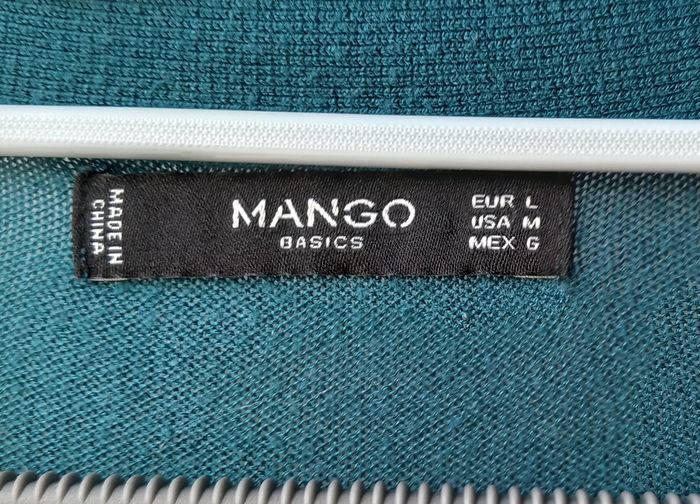 MADE IN
CHINA
MANGO
BASICS
EUR L
USA M
MEX G